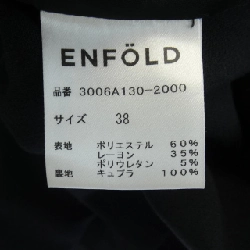 ENFÖLD
品番 3006A130-2000
サイズ 38
表地 ポリエステル 60%
レーヨン 35%
ポリウレタン 5%
裏地 キュプラ 100%